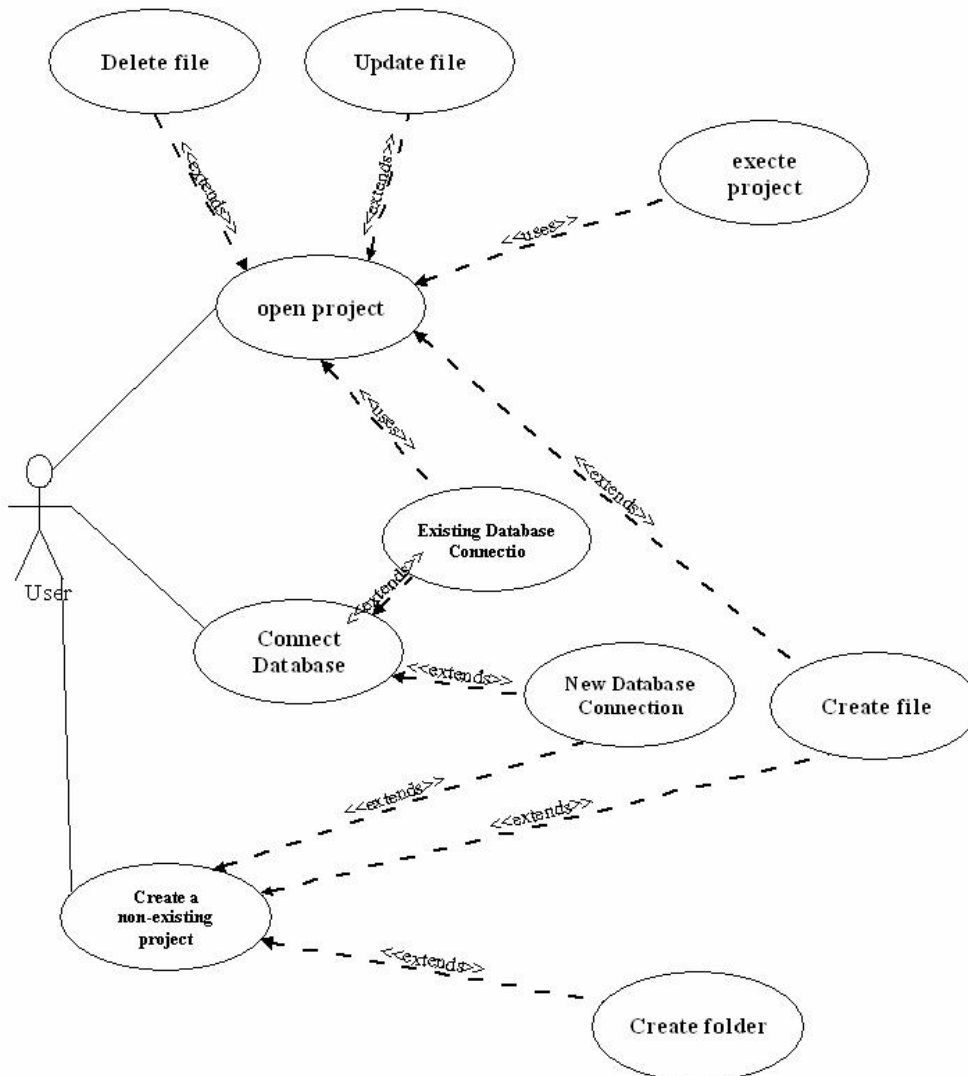 Delete file
Update file
execte
project
<<extends>>
<<extends>>
<<uses>>
open project
<<uses>>
<<extends>>
User
Existing Database
Connectio
<<extends>>
Connect
Database
<<extends>>
New Database
Connection
Create file
<<extends>>
<<extends>>
Create a
non-existing
project
<<extends>>
Create folder